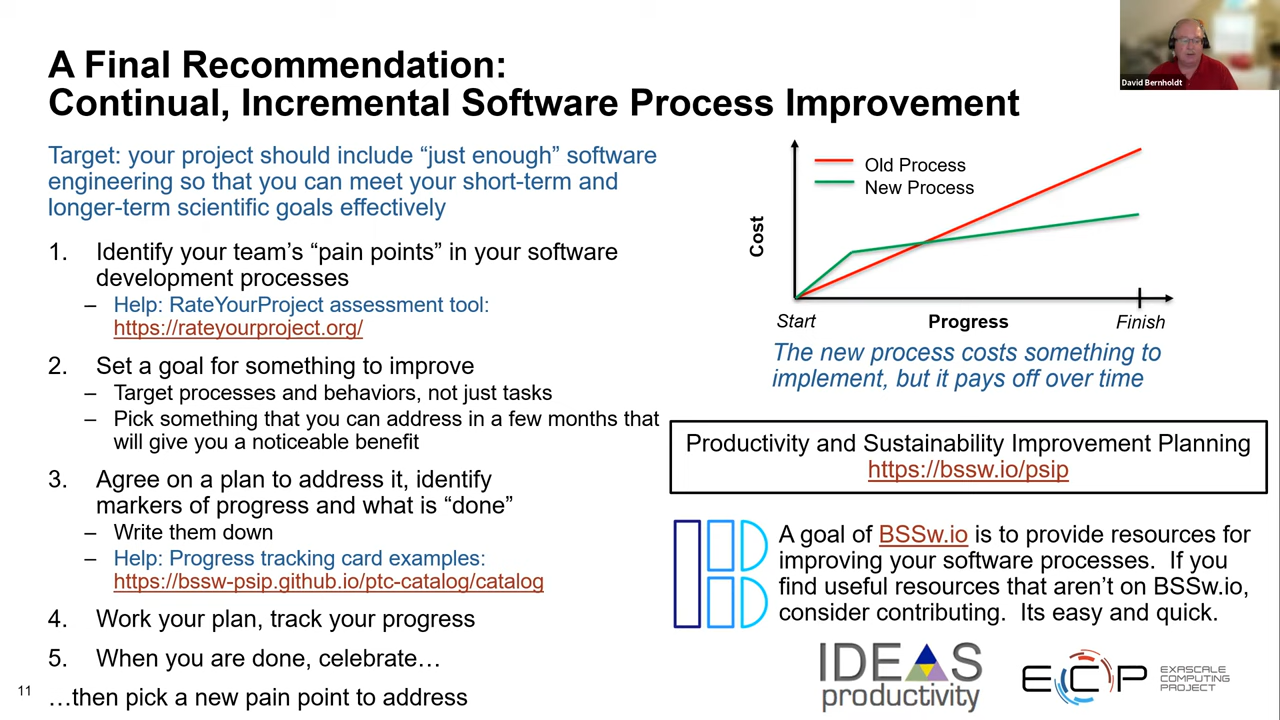 A Final Recommendation:
Continual, Incremental Software Process Improvement
David Bernholdt
Target: your project should include “just enough” software
engineering so that you can meet your short-term and
longer-term scientific goals effectively
1. Identify your team’s “pain points” in your software
development processes
– Help: RateYourProject assessment tool:
https://rateyourproject.org/
2. Set a goal for something to improve
– Target processes and behaviors, not just tasks
– Pick something that you can address in a few months that
will give you a noticeable benefit
3. Agree on a plan to address it, identify
markers of progress and what is “done”
– Write them down
– Help: Progress tracking card examples:
https://bssw-psip.github.io/ptc-catalog/catalog
4. Work your plan, track your progress
5. When you are done, celebrate…
…then pick a new pain point to address
11
Old Process
New Process
Cost
Start Progress Finish
The new process costs something to
implement, but it pays off over time
Productivity and Sustainability Improvement Planning
https://bssw.io/psip
A goal of BSSw.io is to provide resources for
improving your software processes. If you
find useful resources that aren’t on BSSw.io,
consider contributing. Its easy and quick.
IDEAS
productivity
ECP
EXASCALE
COMPUTING
PROJECT